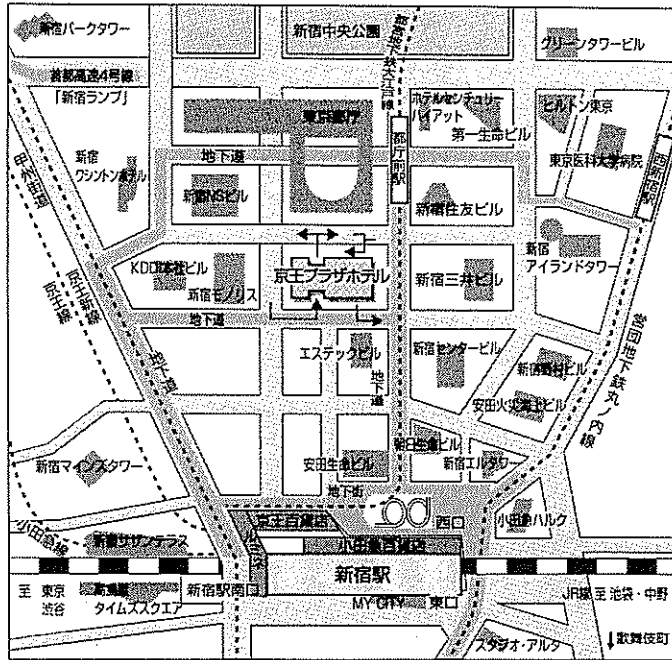 新宿パークタワー
新宿中央公園
都営地下鉄大江戸線
グリーンタワービル
首都高速4号線
「新宿ランプ」
東京都庁
ホテルセンチュリー
ハイアット
ヒルトン東京
第一生命ビル
甲州街道
新宿
ワシントンホテル
地下道
都庁前駅
東京医科大学病院
西新宿駅
新宿NSビル
新宿住友ビル
京王新線
京王線
KDDI本社ビル
新宿モノリス
京王プラザホテル
新宿三井ビル
新宿
アイランドタワー
地下道
地下道
エステックビル
地下道
新宿センタービル
新宿野村ビル
営団地下鉄丸ノ内線
安田火災海上ビル
新宿マインズタワー
安田生命ビル
朝日生命ビル
新宿エルタワー
地下街
小田急線
新宿サザンテラス
京王百貨店
西口
小田急ハルク
ルミネ
小田急百貨店
新宿駅
至 東京
渋谷
高島屋
タイムズスクエア
新宿駅南口
MY CITY
東口
JR線 至 池袋・中野
スタジオ・アルタ
↓歌舞伎町